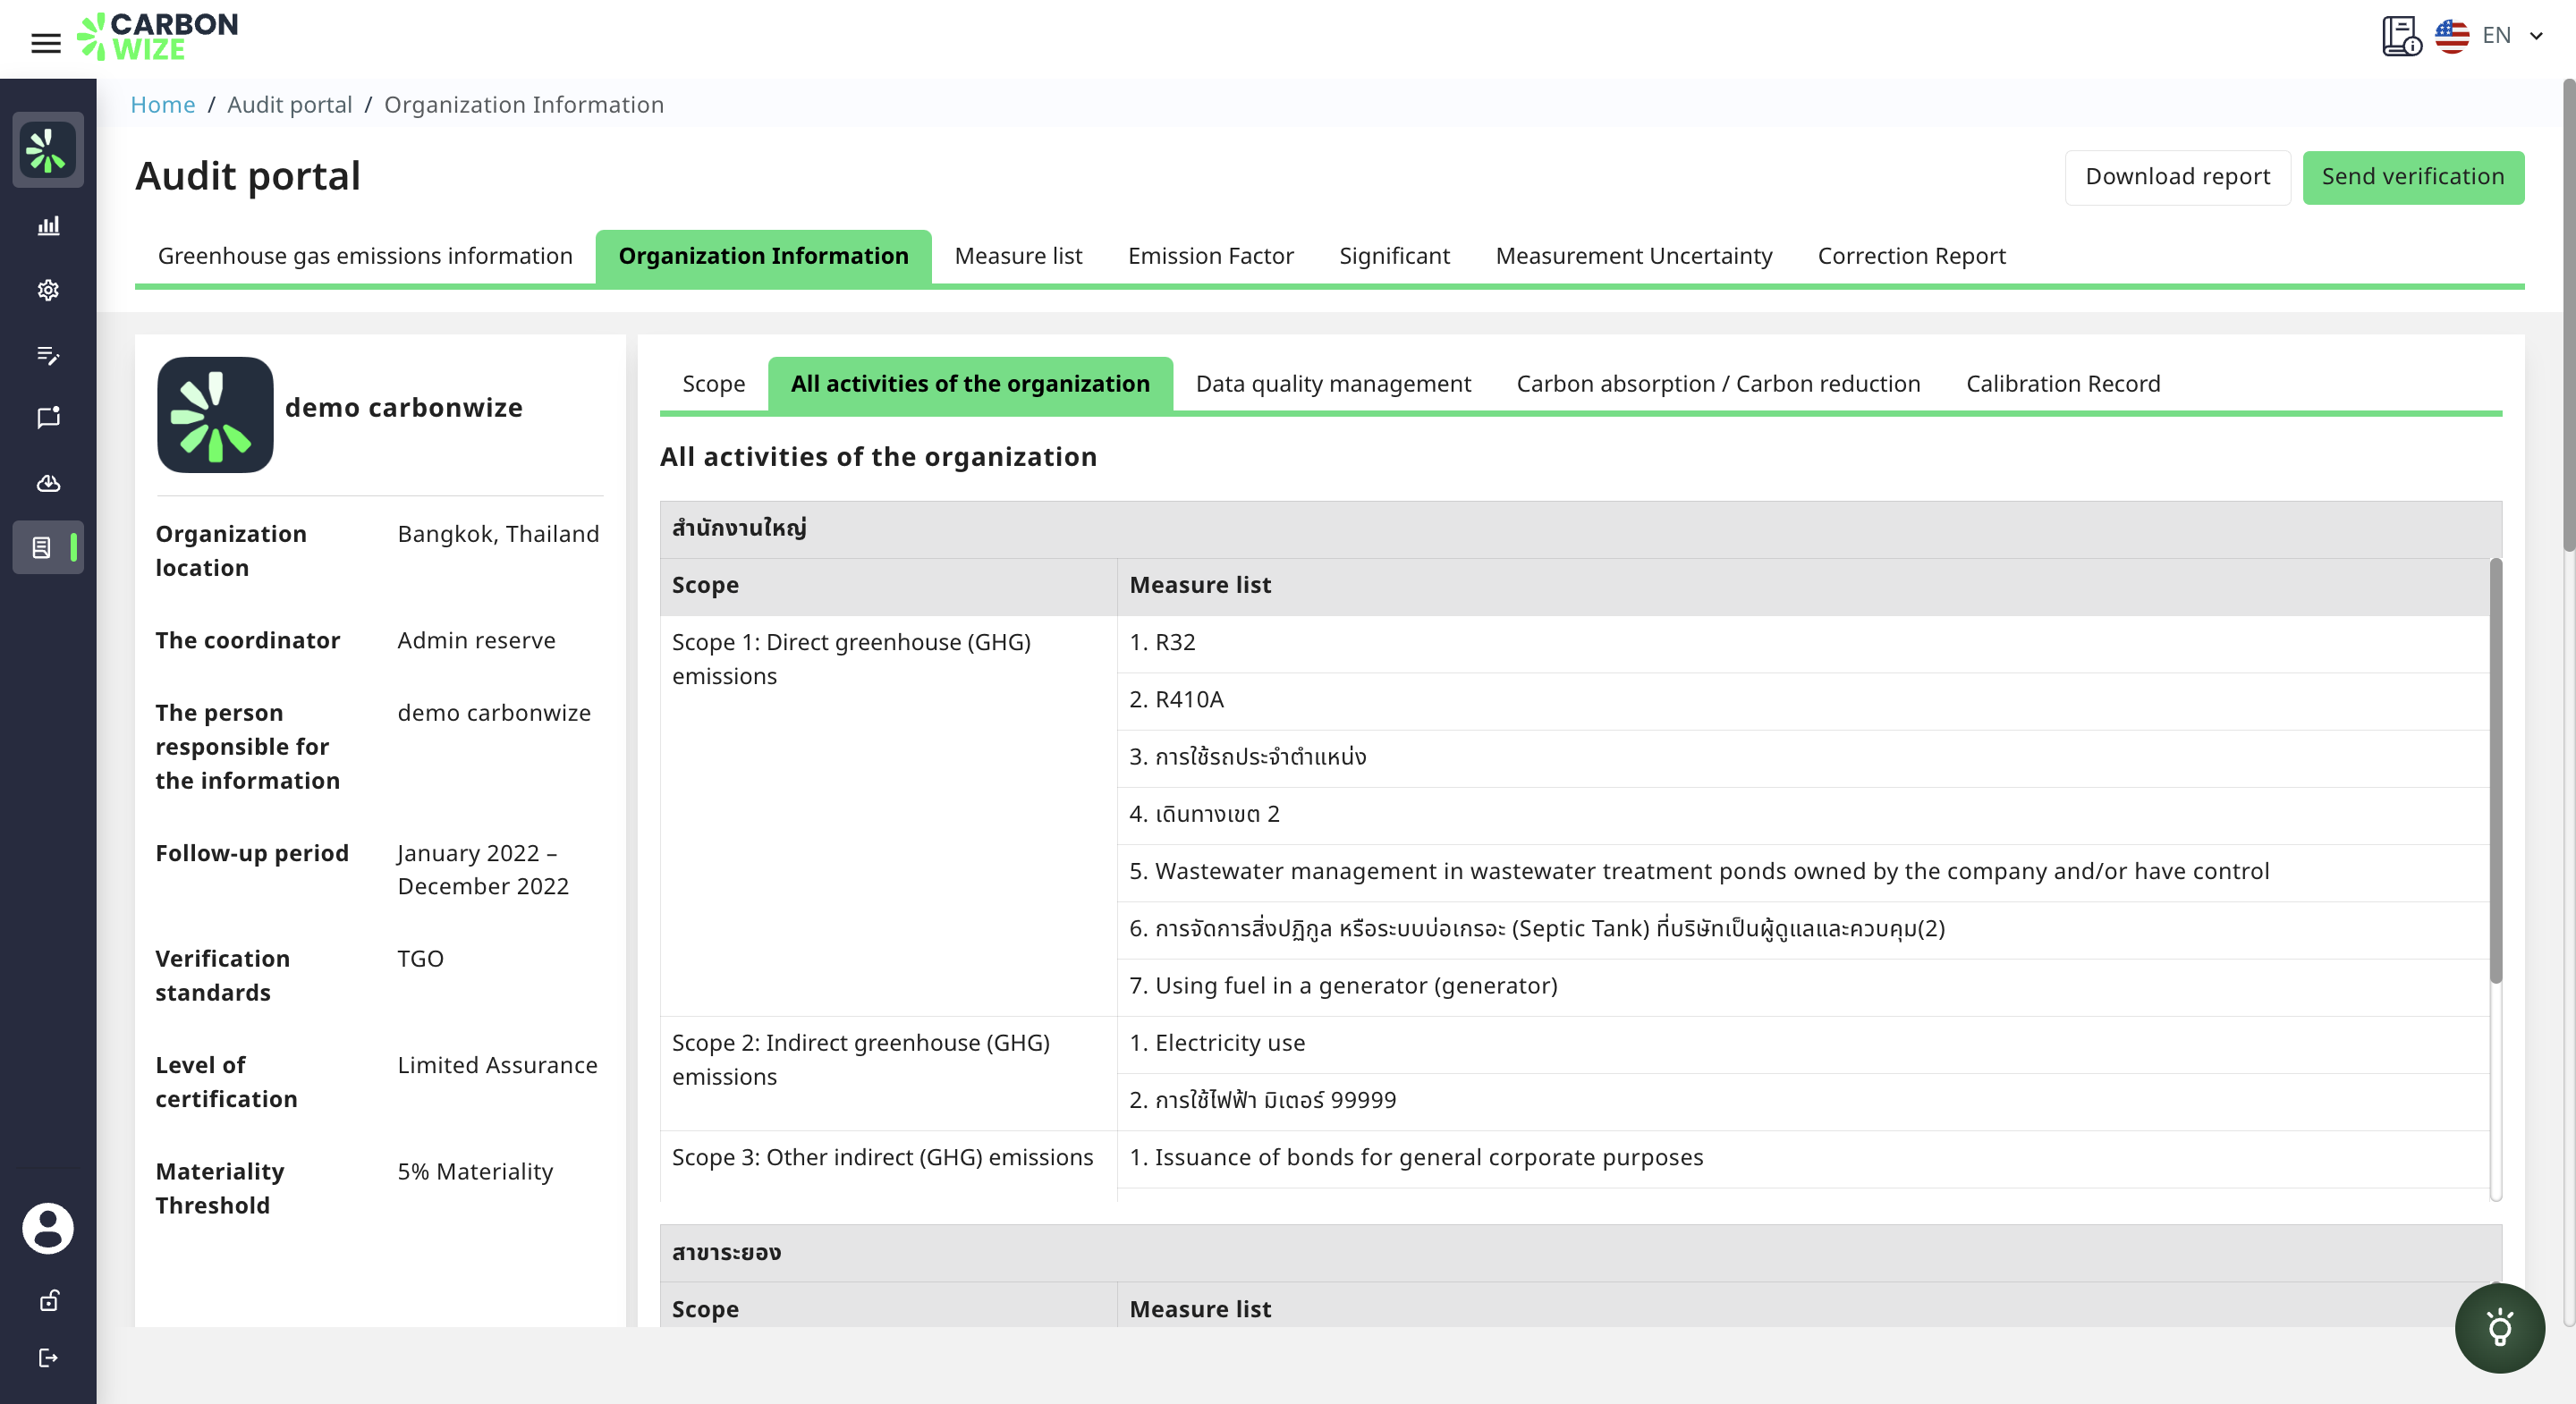 CARBON
WIZE
EN
Home / Audit portal / Organization Information
Audit portal
Download report
Send verification
Greenhouse gas emissions information
Organization Information
Measure list
Emission Factor
Significant
Measurement Uncertainty
Correction Report
demo carbonwize
Organization
location
Bangkok, Thailand
The coordinator
Admin reserve
The person
responsible for
the information
demo carbonwize
Follow-up period
January 2022 –
December 2022
Verification
standards
TGO
Level of
certification
Limited Assurance
Materiality
Threshold
5% Materiality
Scope
All activities of the organization
Data quality management
Carbon absorption / Carbon reduction
Calibration Record
All activities of the organization
สำนักงานใหญ่
Scope
Measure list
Scope 1: Direct greenhouse (GHG)
emissions
1. R32
2. R410A
3. การใช้รถประจำตำแหน่ง
4. เดินทางเขต 2
5. Wastewater management in wastewater treatment ponds owned by the company and/or have control
6. การจัดการสิ่งปฏิกูล หรือระบบบ่อเกรอะ (Septic Tank) ที่บริษัทเป็นผู้ดูแลและควบคุม(2)
7. Using fuel in a generator (generator)
Scope 2: Indirect greenhouse (GHG)
emissions
1. Electricity use
2. การใช้ไฟฟ้า มิเตอร์ 99999
Scope 3: Other indirect (GHG) emissions
1. Issuance of bonds for general corporate purposes
สาขาระยอง
Scope
Measure list